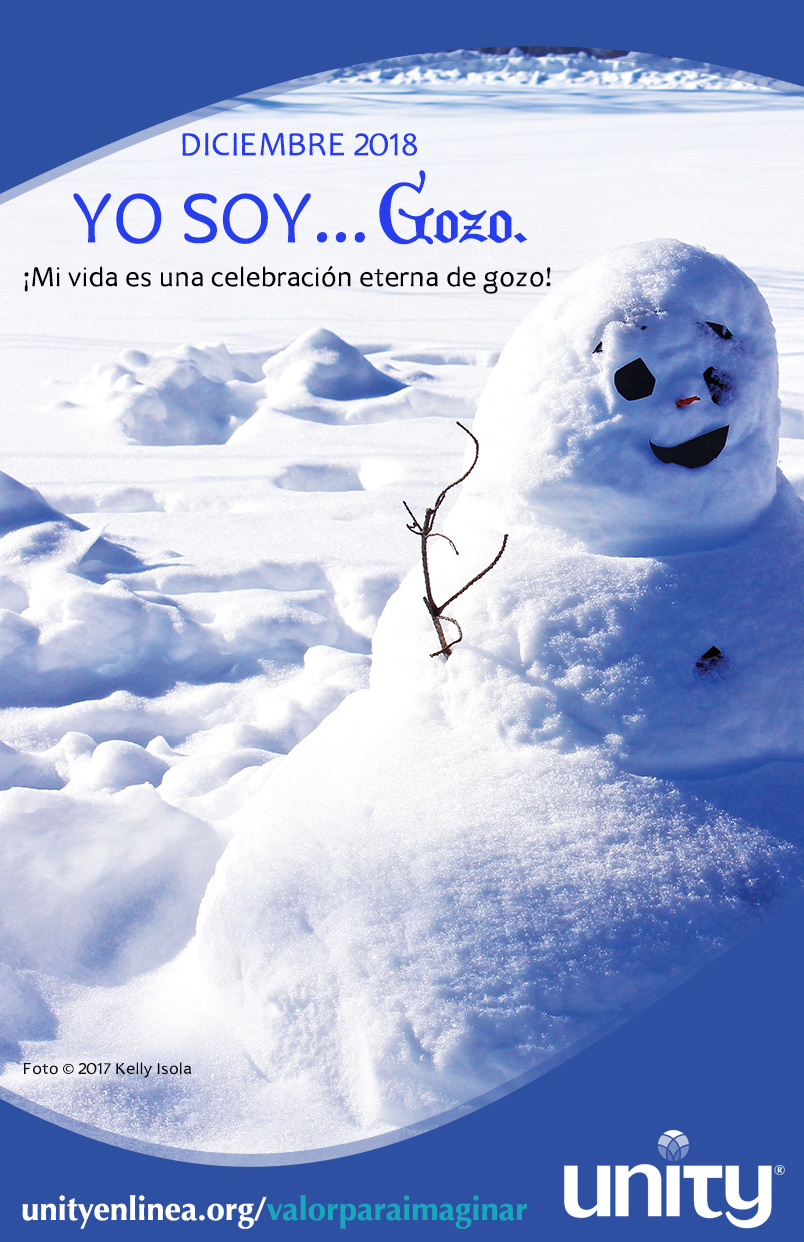 DICIEMBRE 2018
YO SOY... Gozo.
¡Mi vida es una celebración eterna de gozo!
Foto © 2017 Kelly Isola
unity®
unityenlinea.org/valorparaimaginar